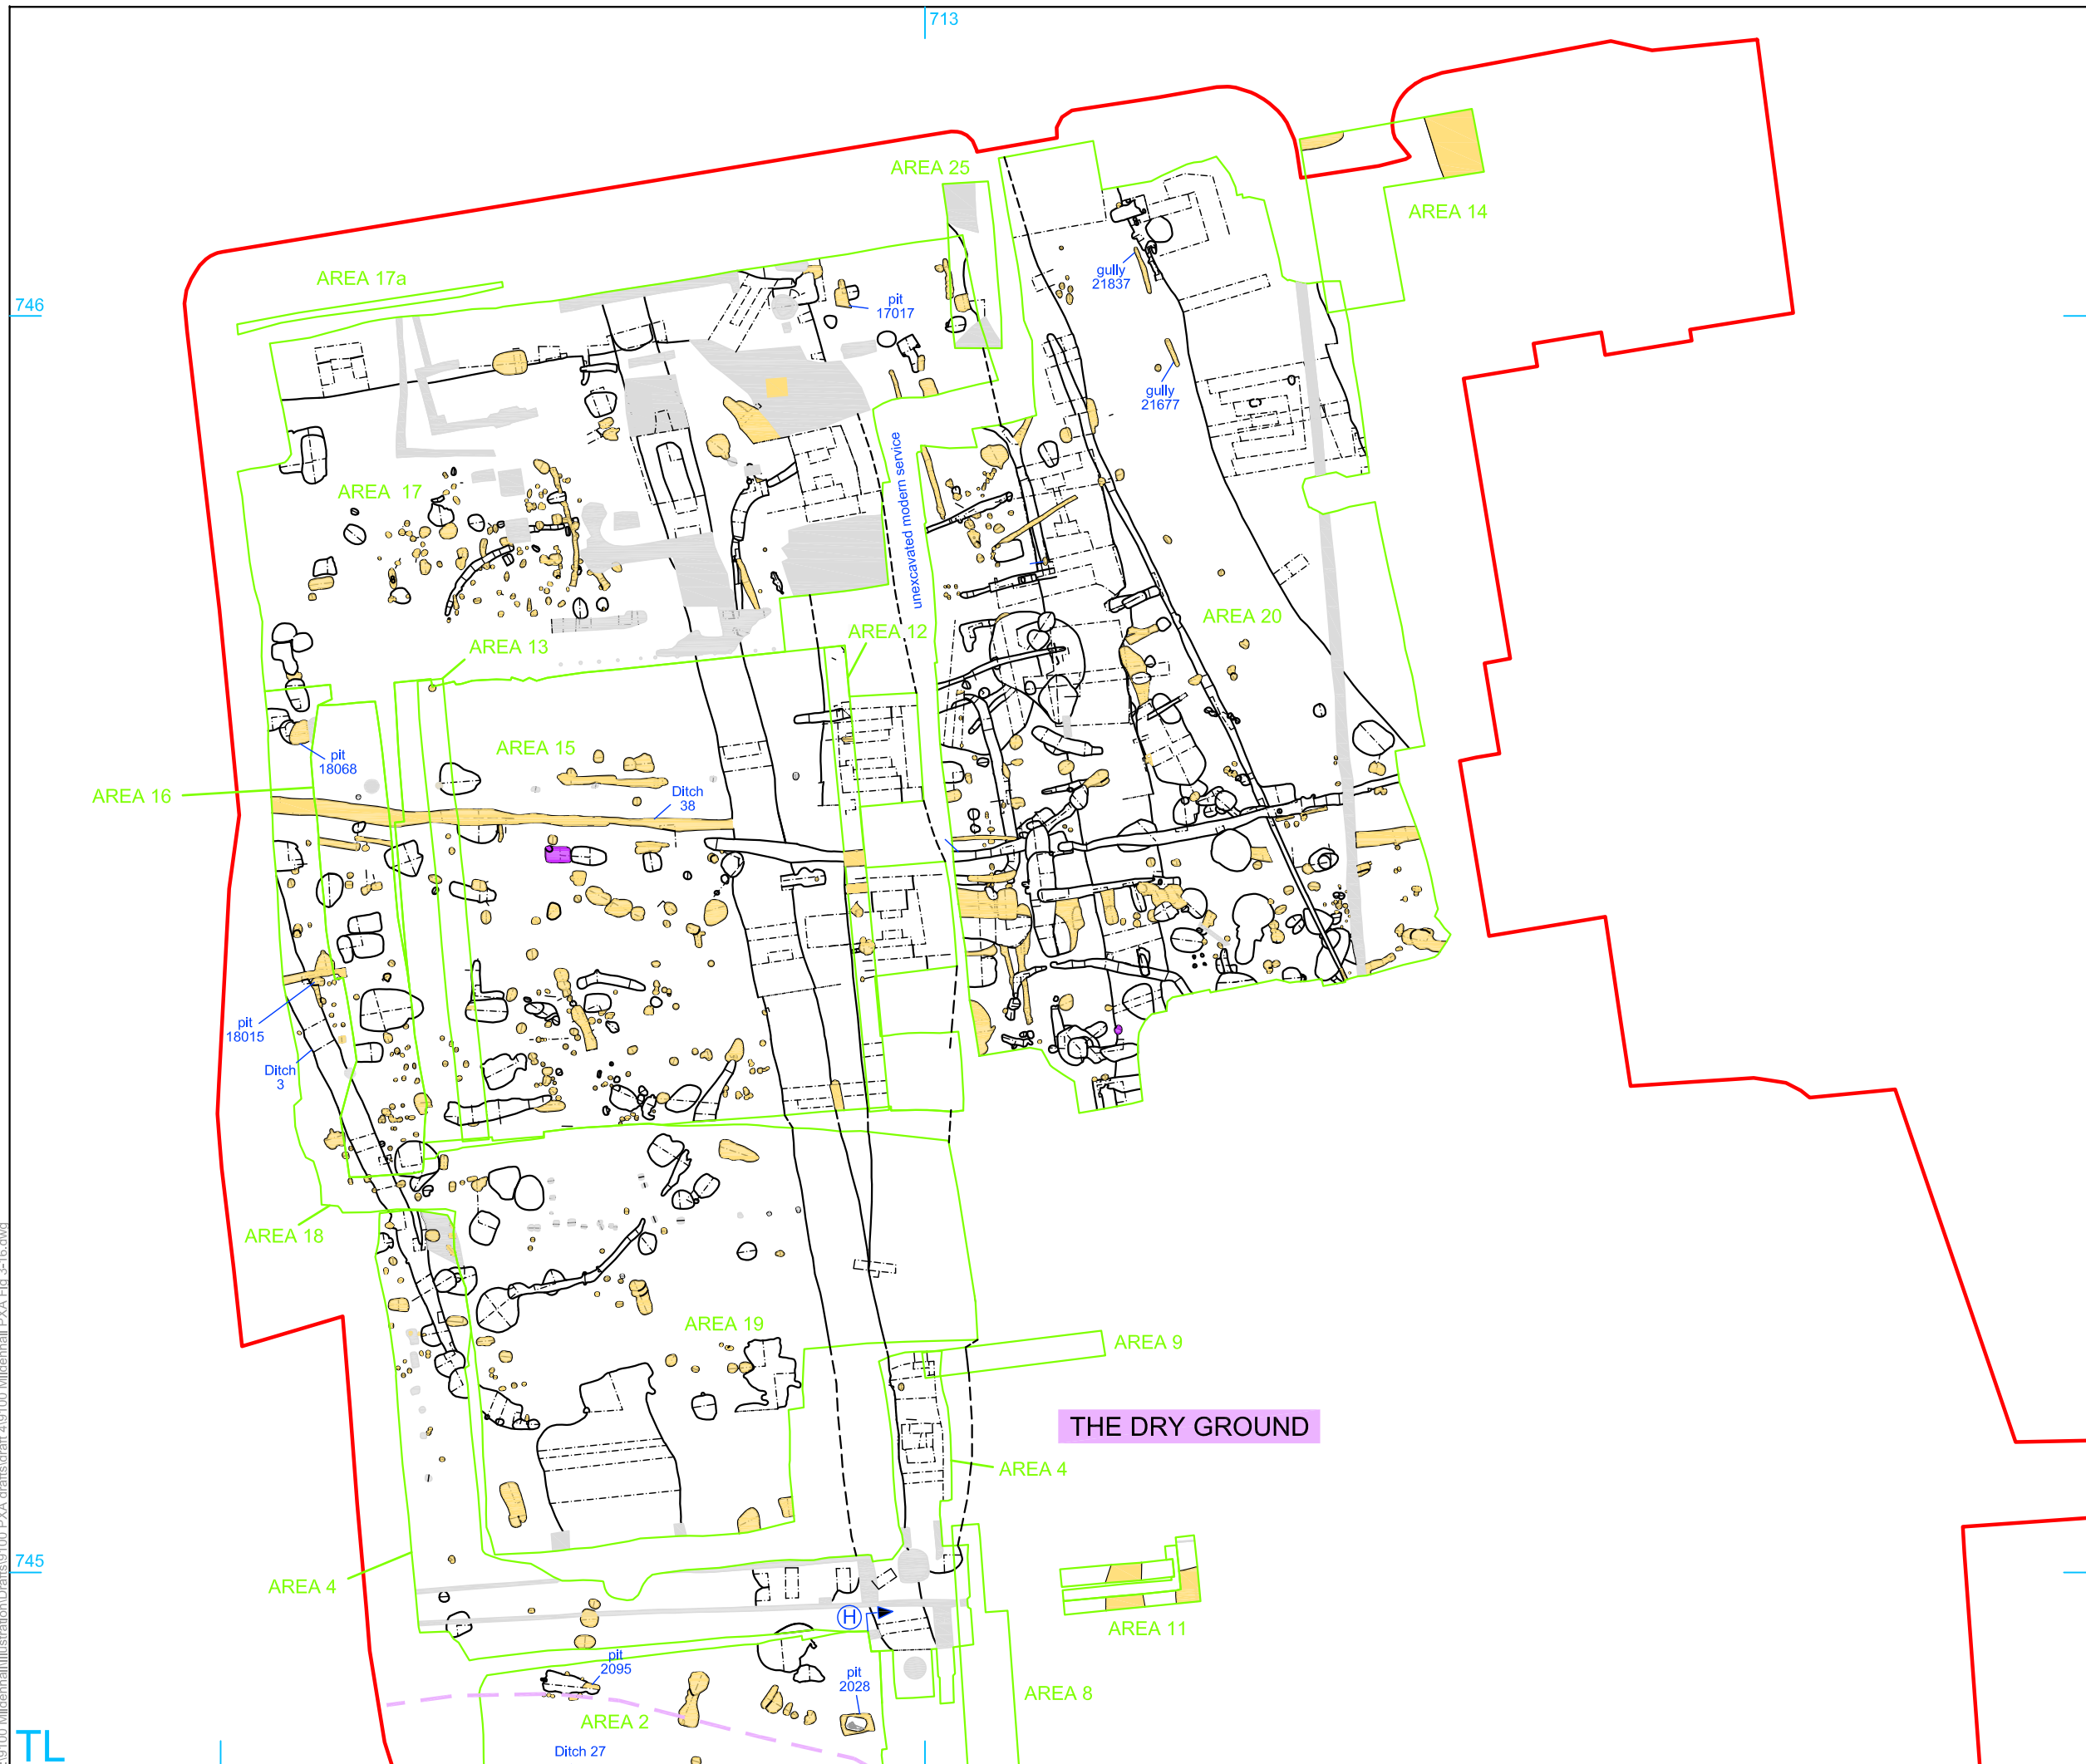 713
AREA 25
AREA 14
AREA 17a
gully
21837
pit
17017
746
gully
21677
unexcavated modern service
AREA 17
AREA 20
AREA 12
AREA 13
AREA 15
pit
18068
Ditch
38
AREA 16
pit
18015
Ditch
3
AREA 18
AREA 19
AREA 9
THE DRY GROUND
AREA 4
745
AREA 4
H
AREA 11
pit
2095
pit
2028
AREA 8
AREA 2
TL
Ditch 27